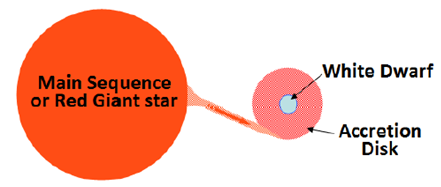 Main Sequence
or Red Giant star
White Dwarf
Accretion
Disk